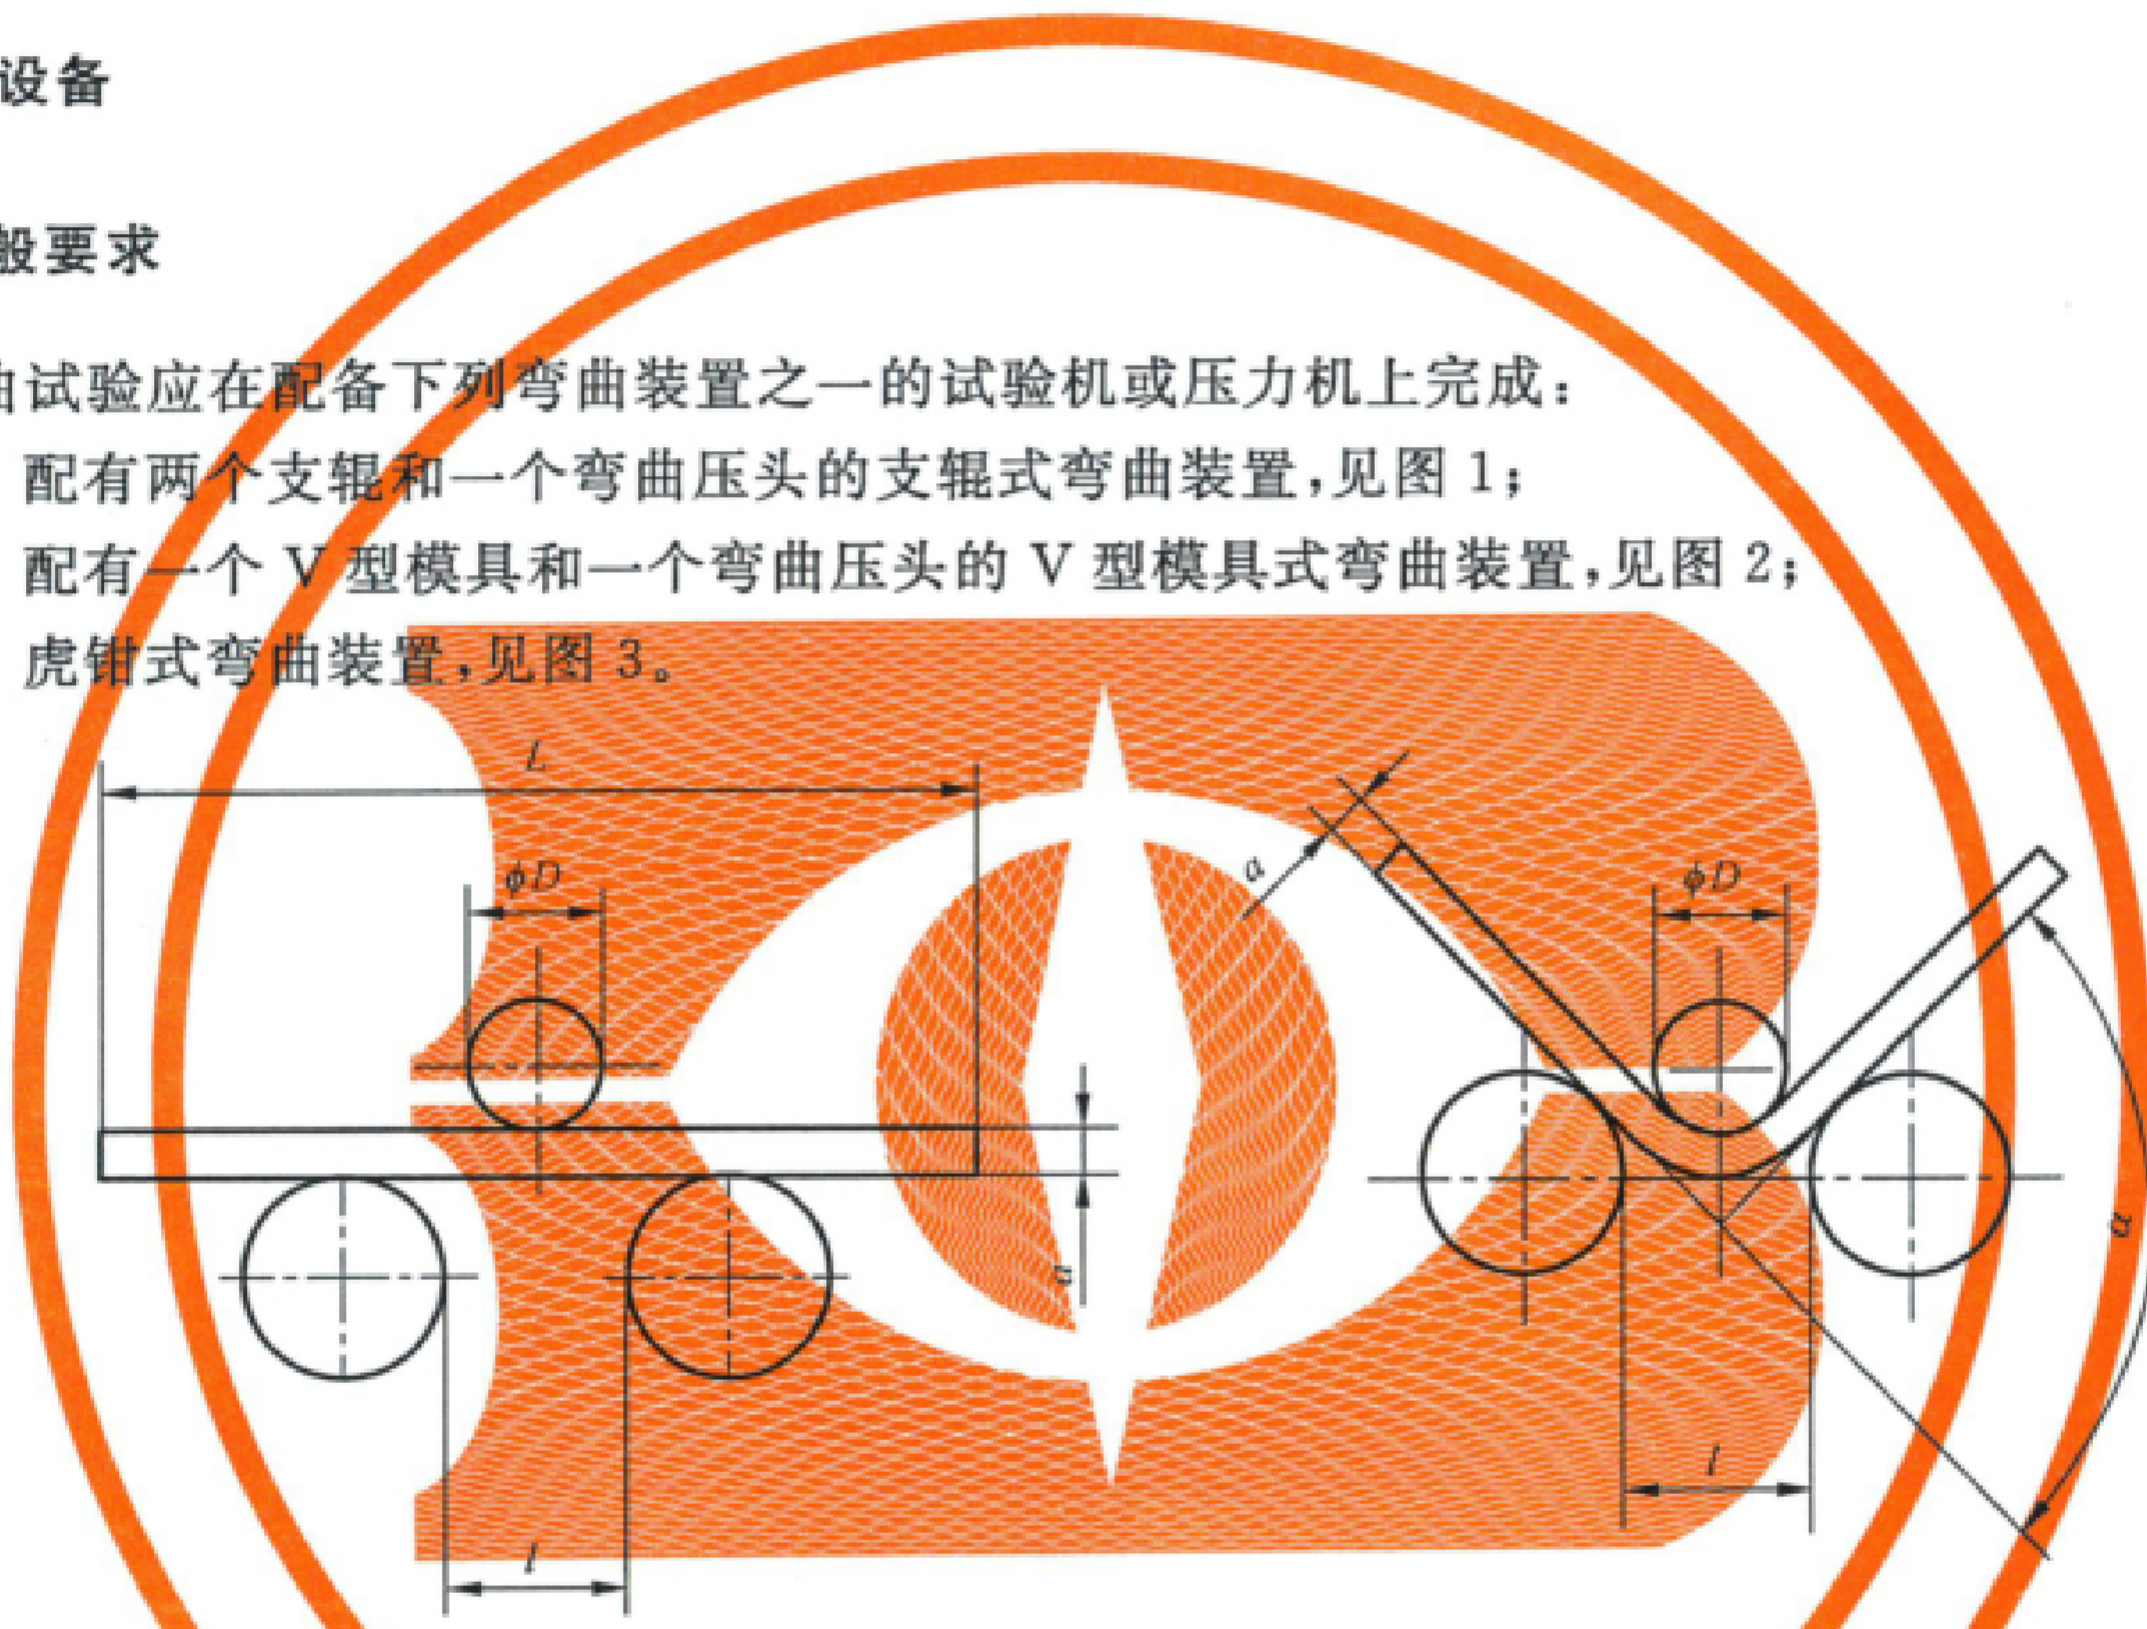 设备
般要求
曲试验应在配备下列弯曲装置之一的试验机或压力机上完成：
配有两个支辊和一个弯曲压头的支辊式弯曲装置,见图 1;
配有一个 V 型模具和一个弯曲压头的 V 型模具式弯曲装置,见图 2;
虎钳式弯曲装置,见图 3。
L
ϕD
a
l
a
ϕD
α
l